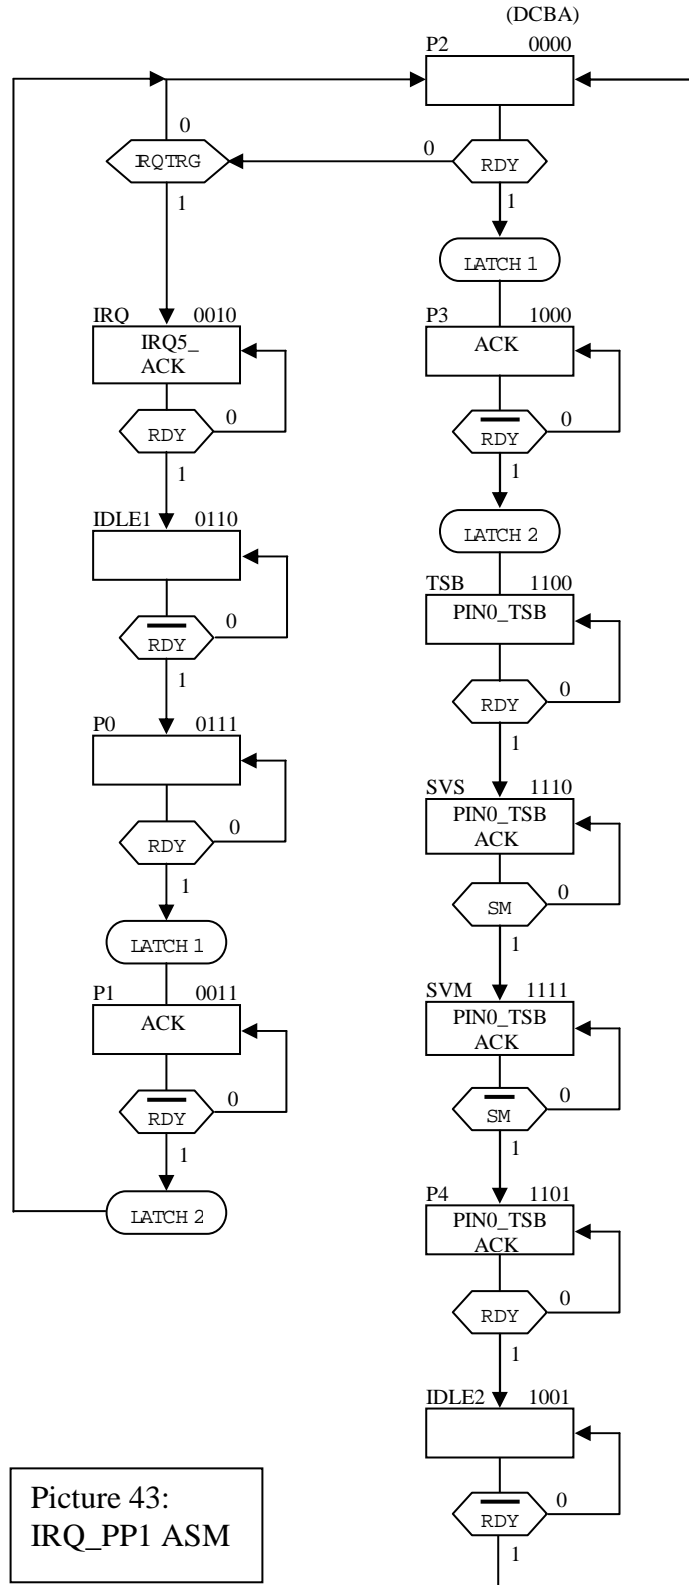 (DCBA)
P2 0000
0
IRQTRG
0
RDY
1
1
LATCH 1
IRQ 0010
IRQ5_
ACK
P3 1000
ACK
RDY
0
RDY
0
1
1
IDLE1 0110
LATCH 2
TSB 1100
PIN0_TSB
RDY
0
1
RDY
0
P0 0111
1
SVS 1110
PIN0_TSB
ACK
RDY
0
1
SM
0
LATCH 1
1
P1 0011
ACK
SVM 1111
PIN0_TSB
ACK
RDY
0
SM
0
1
1
LATCH 2
P4 1101
PIN0_TSB
ACK
RDY
0
1
IDLE2 1001
Picture 43:
IRQ_PP1 ASM
RDY
0
1